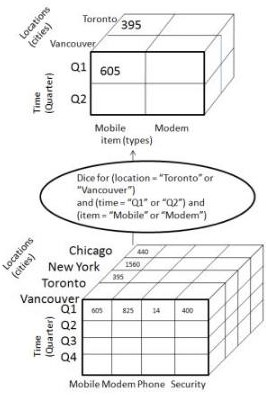 Locations
(cities)
Toronto
395
Vancouver
Q1
605
Q2
Time
(Quarter)
Mobile Modem
item (types)
Dice for (location = "Toronto" or
"Vancouver")
and (time = "Q1" or "Q2") and
(item = "Mobile" or "Modem")
Locations
(cities)
Chicago 440
New York 1560
Toronto 395
Vancouver
Q1 605 825 14 400
Q2
Q3
Q4
Time
(Quarter)
Mobile Modem Phone Security